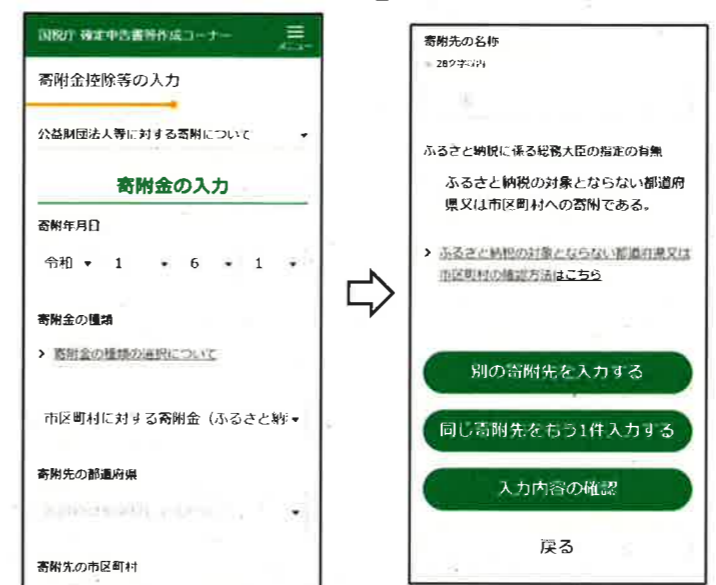 国税庁 確定申告書等作成コーナー
メニュー
寄附金控除等の入力
公益財団法人等に対する寄附について
寄附金の入力
寄附年月日
令和 1 6 1
寄附金の種類
寄附金の種類の選択について
市区町村に対する寄附金（ふるさと納
寄附先の都道府県
寄附先の市区町村
寄附先の名称
28文字以内
ふるさと納税に係る総務大臣の指定の有無
ふるさと納税の対象とならない都道府
県又は市区町村への寄附である。
ふるさと納税の対象とならない都道府県又は
市区町村の確認方法はこちら
別の寄附先を入力する
同じ寄附先をもう1件入力する
入力内容の確認
戻る